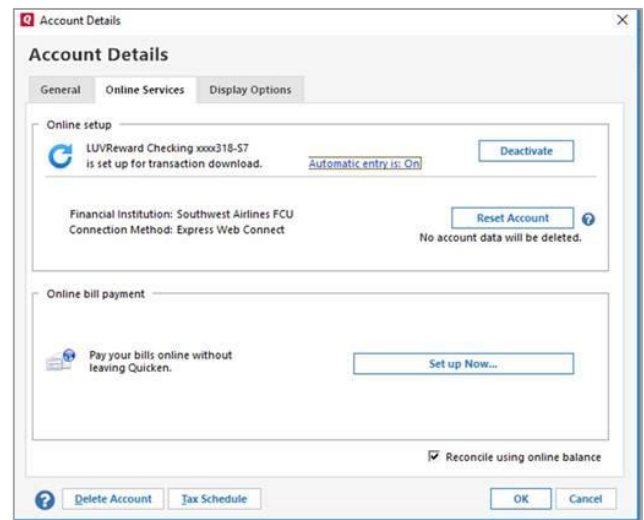 Account Details
Account Details
General
Online Services
Display Options
Online setup
LUVReward Checking xxxx318-S7
is set up for transaction download.
Automatic entry is: On
Deactivate
Financial Institution: Southwest Airlines FCU
Connection Method: Express Web Connect
Reset Account
No account data will be deleted.
Online bill payment
Pay your bills online without
leaving Quicken.
Set up Now...
Reconcile using online balance
Delete Account
Tax Schedule
OK
Cancel